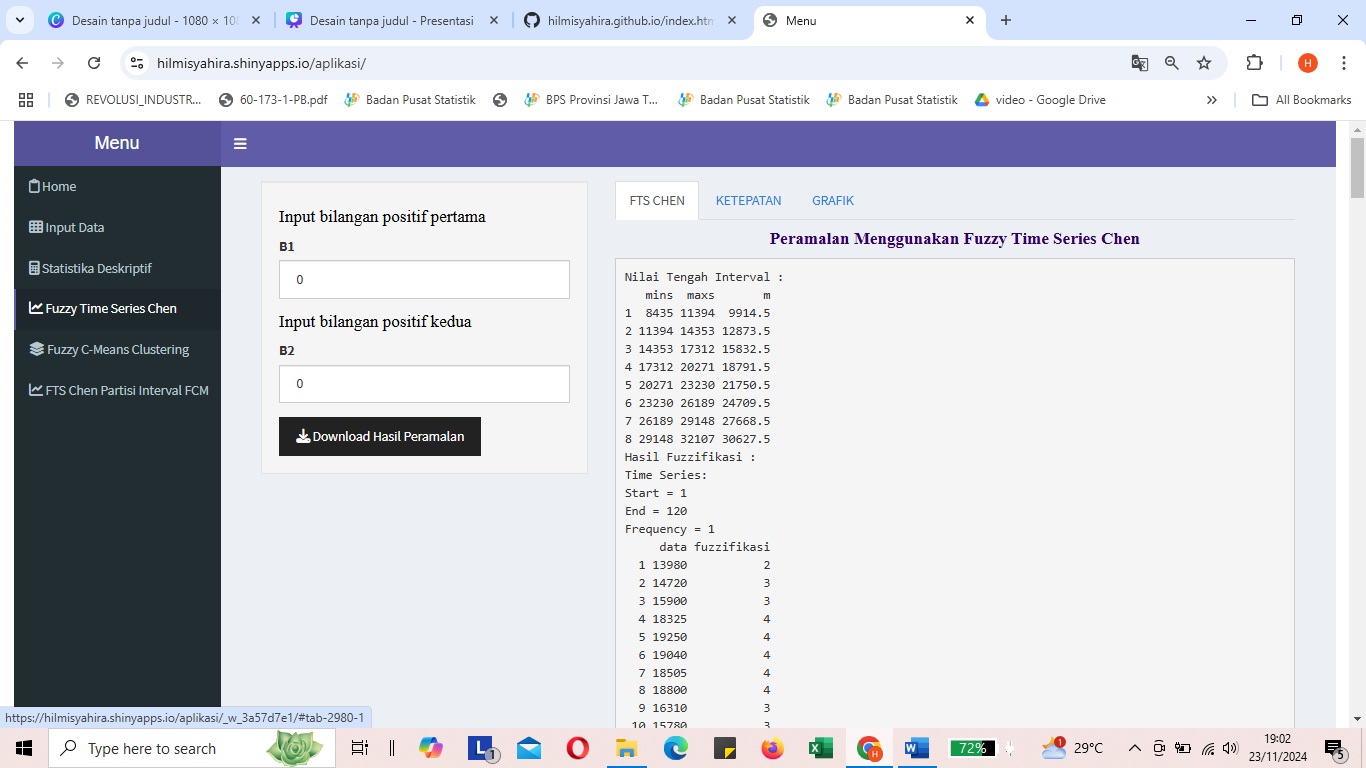 Desain tanpa judul - 1080 × 108
Desain tanpa judul - Presentasi
hilmisyahira.github.io/index.htm
Menu
hilmisyahira.shinyapps.io/aplikasi/
H
REVOLUSI_INDUSTR...
60-173-1-PB.pdf
Badan Pusat Statistik
BPS Provinsi Jawa T...
Badan Pusat Statistik
Badan Pusat Statistik
video - Google Drive
All Bookmarks
Menu
Home
Input Data
Statistika Deskriptif
Fuzzy Time Series Chen
Fuzzy C-Means Clustering
FTS Chen Partisi Interval FCM
Input bilangan positif pertama
B1
0
Input bilangan positif kedua
B2
0
Download Hasil Peramalan
FTS CHEN KETEPATAN GRAFIK
Peramalan Menggunakan Fuzzy Time Series Chen
Nilai Tengah Interval :
mins maxs m
1 8435 11394 9914.5
2 11394 14353 12873.5
3 14353 17312 15832.5
4 17312 20271 18791.5
5 20271 23230 21750.5
6 23230 26189 24709.5
7 26189 29148 27668.5
8 29148 32107 30627.5
Hasil Fuzzifikasi :
Time Series:
Start = 1
End = 120
Frequency = 1
data fuzzifikasi
1 13980 2
2 14720 3
3 15900 3
4 18325 4
5 19250 4
6 19040 4
7 18505 4
8 18800 4
9 16310 3
10 15780 3
https://hilmisyahira.shinyapps.io/aplikasi/_w_3a57d7e1/#tab-2980-1
Type here to search
L
1
H
72%
1
29°C
19:02
23/11/2024
5